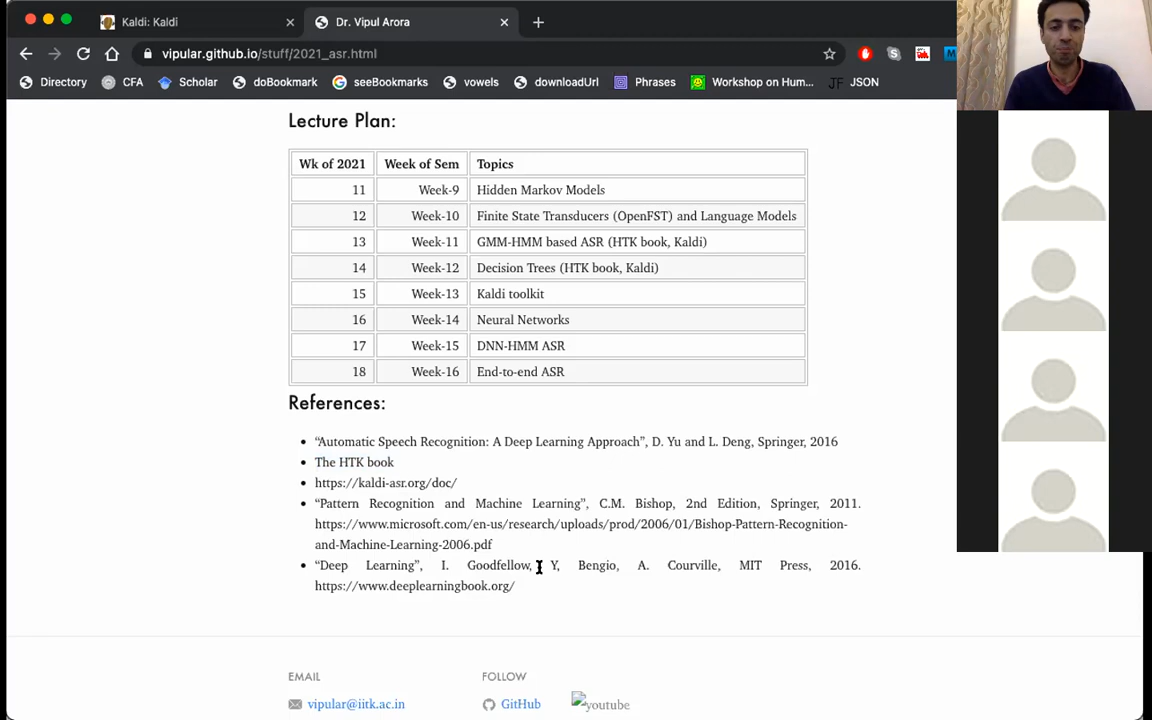 Kaldi: Kaldi
Dr. Vipul Arora
vipular.github.io/stuff/2021_asr.html
Directory CFA Scholar doBookmark seeBookmarks vowels downloadUrl Phrases Workshop on Hum... JF JSON
Lecture Plan:
Wk of 2021 Week of Sem Topics
11 Week-9 Hidden Markov Models
12 Week-10 Finite State Transducers (OpenFST) and Language Models
13 Week-11 GMM-HMM based ASR (HTK book, Kaldi)
14 Week-12 Decision Trees (HTK book, Kaldi)
15 Week-13 Kaldi toolkit
16 Week-14 Neural Networks
17 Week-15 DNN-HMM ASR
18 Week-16 End-to-end ASR
References:
• “Automatic Speech Recognition: A Deep Learning Approach”, D. Yu and L. Deng, Springer, 2016
• The HTK book
• https://kaldi-asr.org/doc/
• “Pattern Recognition and Machine Learning”, C.M. Bishop, 2nd Edition, Springer, 2011.
https://www.microsoft.com/en-us/research/uploads/prod/2006/01/Bishop-Pattern-Recognition-
and-Machine-Learning-2006.pdf
• “Deep Learning”, I. Goodfellow, Y, Bengio, A. Courville, MIT Press, 2016.
https://www.deeplearningbook.org/
EMAIL FOLLOW
vipular@iitk.ac.in GitHub youtube